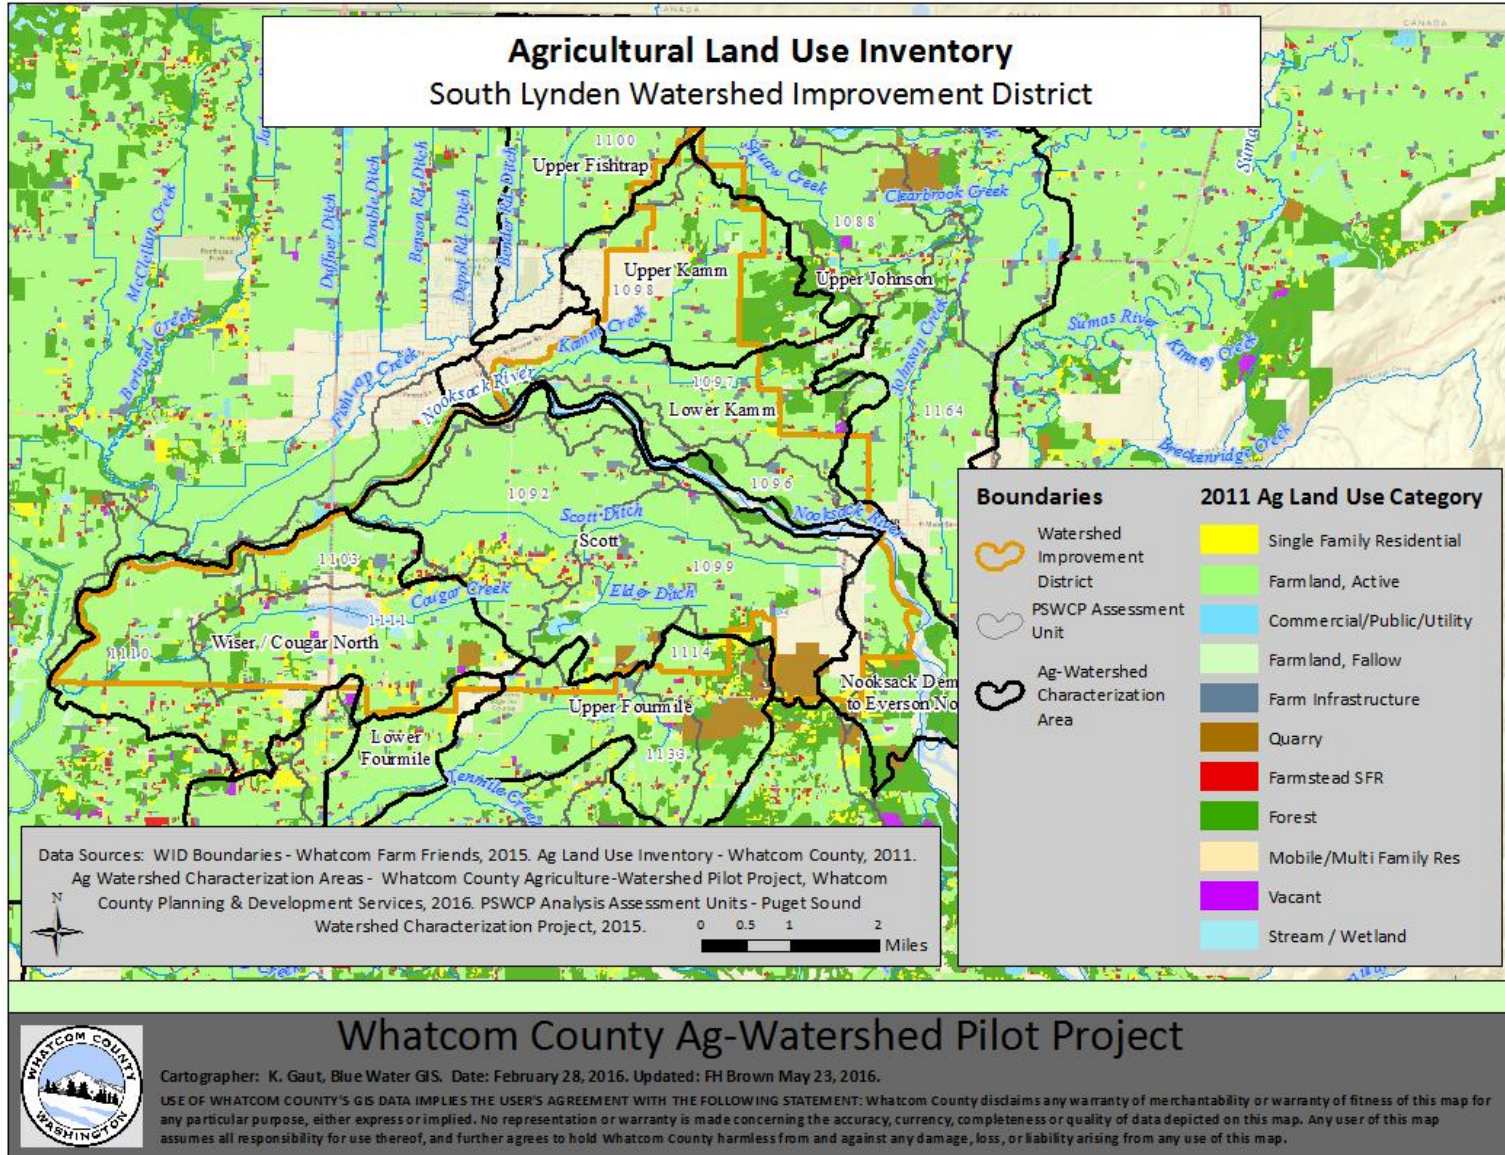 CANADA
CANADA
Agricultural Land Use Inventory
South Lynden Watershed Improvement District
1100
Upper Fishtrap
Squaw Creek
Clearbrook Creek
McClellan Creek
Duffner Ditch
Double Ditch
Benson Rd. Ditch
Depot Rd. Ditch
Bender Rd. Ditch
1088
Upper Kamm
1098
Upper Johnson
Johnson Creek
Bertrand Creek
Fishtrap Creek
Kamm Creek
Sumas River
Kinney Creek
Nooksack River
1097
Lower Kamm
1164
Breckenridge Creek
1092
1096
Scott Ditch
Nooksack River
Scott
1103
1099
Cougar Creek
Elder Ditch
1111
Wiser / Cougar North
1110
1114
Nooksack Dem
to Everson No
Upper Fourmile
Lower
Fourmile
1133
Tenmile Creek
Boundaries
Watershed
Improvement
District
PSWCP Assessment
Unit
Ag-Watershed
Characterization
Area
2011 Ag Land Use Category
Single Family Residential
Farmland, Active
Commercial/Public/Utility
Farmland, Fallow
Farm Infrastructure
Quarry
Farmstead SFR
Forest
Mobile/Multi Family Res
Vacant
Stream / Wetland
Data Sources: WID Boundaries - Whatcom Farm Friends, 2015. Ag Land Use Inventory - Whatcom County, 2011.
Ag Watershed Characterization Areas - Whatcom County Agriculture-Watershed Pilot Project, Whatcom
County Planning & Development Services, 2016. PSWCP Analysis Assessment Units - Puget Sound
Watershed Characterization Project, 2015.
N
0 0.5 1 2
Miles
Whatcom County Ag-Watershed Pilot Project
WHATCOM COUNTY
WASHINGTON
Cartographer: K. Gaut, Blue Water GIS. Date: February 28, 2016. Updated: FH Brown May 23, 2016.
USE OF WHATCOM COUNTY'S GIS DATA IMPLIES THE USER'S AGREEMENT WITH THE FOLLOWING STATEMENT: Whatcom County disclaims any warranty of merchantability or warranty of fitness of this map for
any particular purpose, either express or implied. No representation or warranty is made concerning the accuracy, currency, completeness or quality of data depicted on this map. Any user of this map
assumes all responsibility for use thereof, and further agrees to hold Whatcom County harmless from and against any damage, loss, or liability arising from any use of this map.